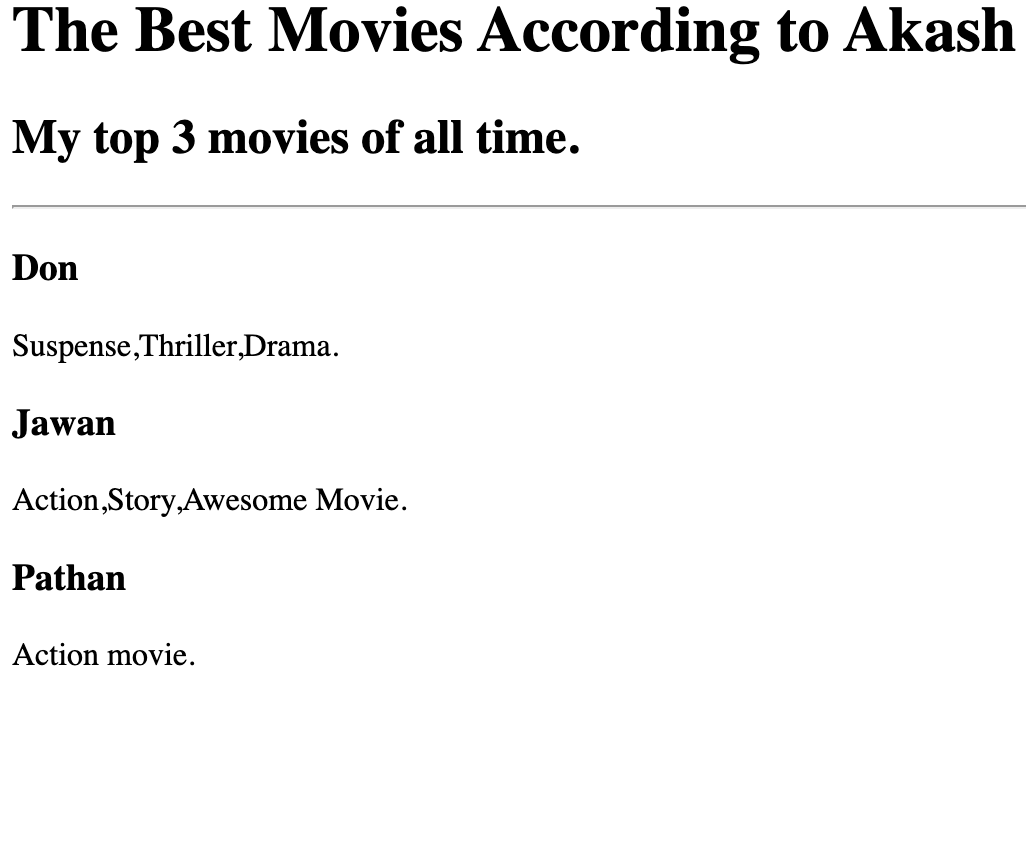 The Best Movies According to Akash
My top 3 movies of all time.
Don
Suspense,Thriller,Drama.
Jawan
Action,Story,Awesome Movie.
Pathan
Action movie.